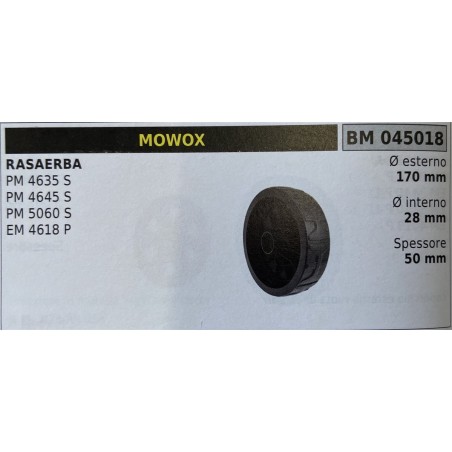 MOWOX
BM 045018
RASAERBA
PM 4635 S
PM 4645 S
PM 5060 S
EM 4618 P
Ø esterno
170 mm
Ø interno
28 mm
Spessore
50 mm